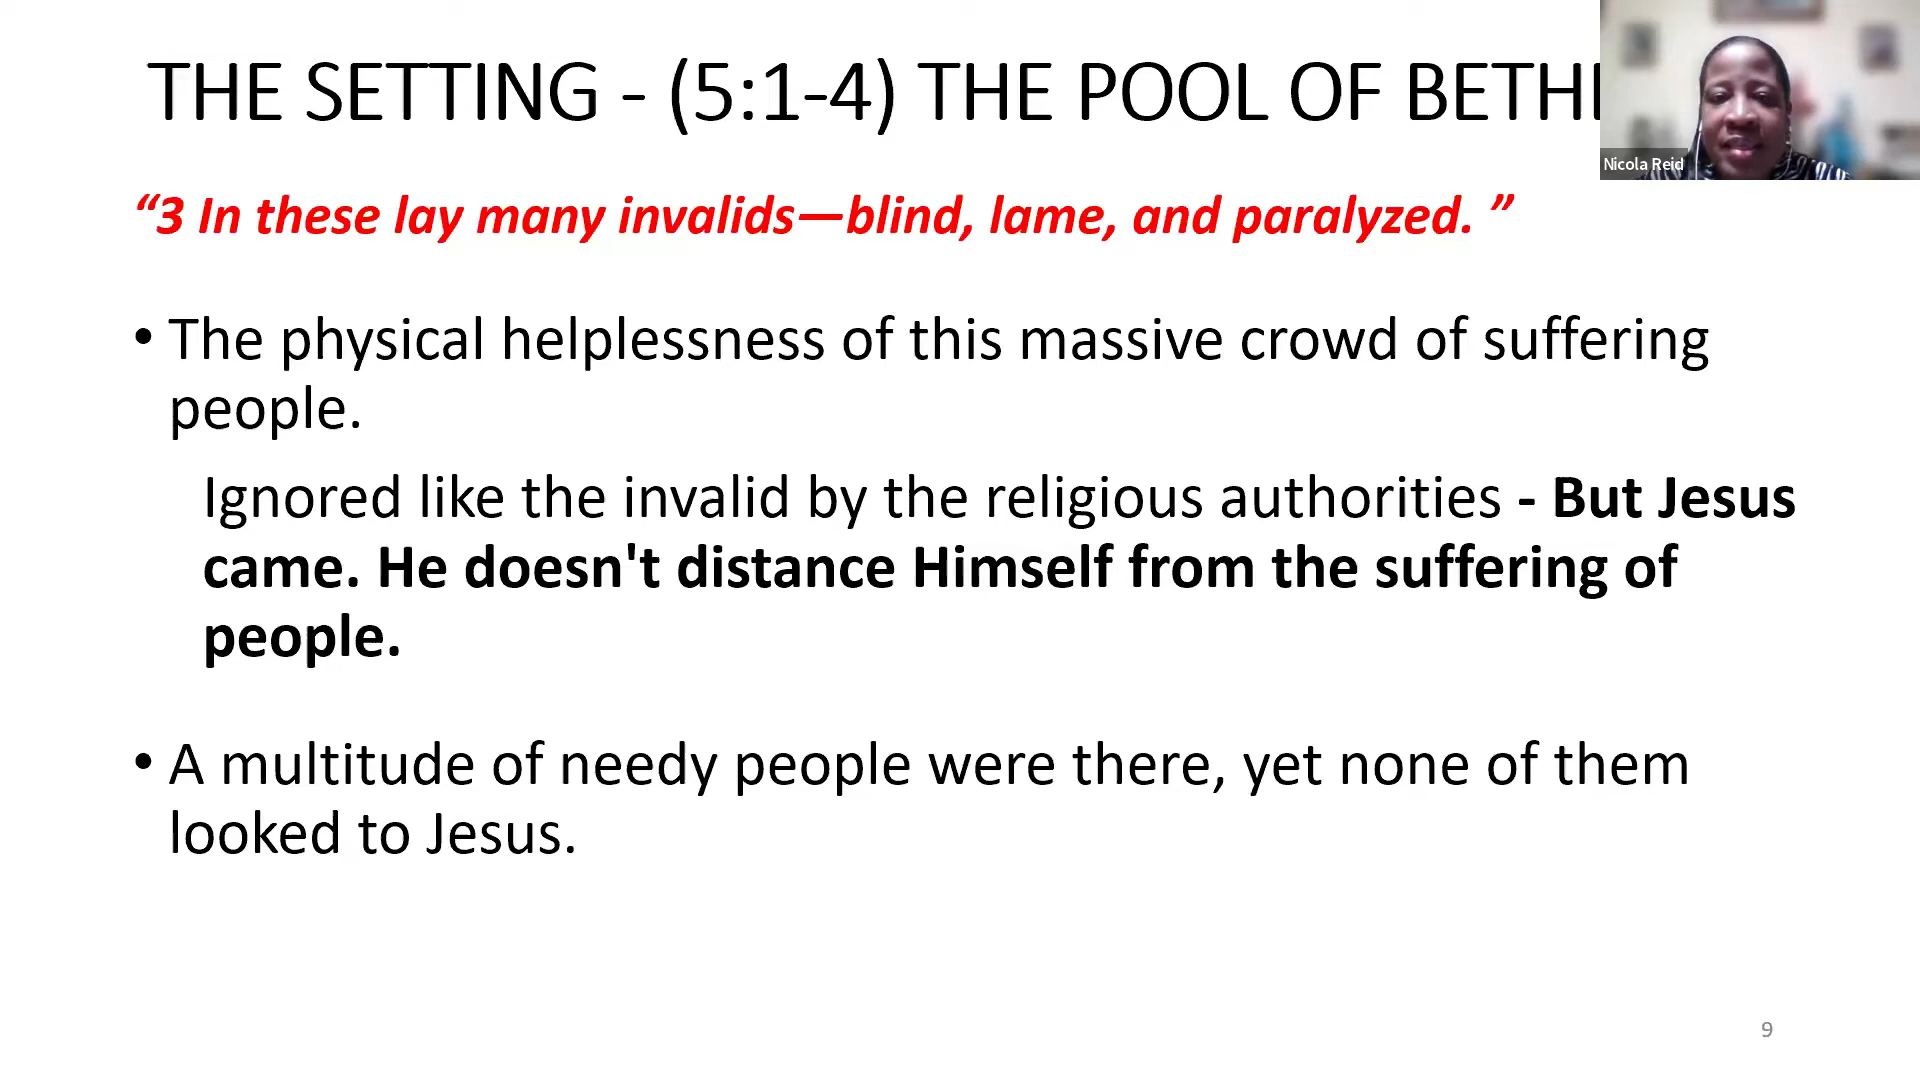 THE SETTING - (5:1-4) THE POOL OF BETH
Nicola Reid
“3 In these lay many invalids—blind, lame, and paralyzed. ”
• The physical helplessness of this massive crowd of suffering
people.
Ignored like the invalid by the religious authorities - But Jesus
came. He doesn't distance Himself from the suffering of
people.
• A multitude of needy people were there, yet none of them
looked to Jesus.
9